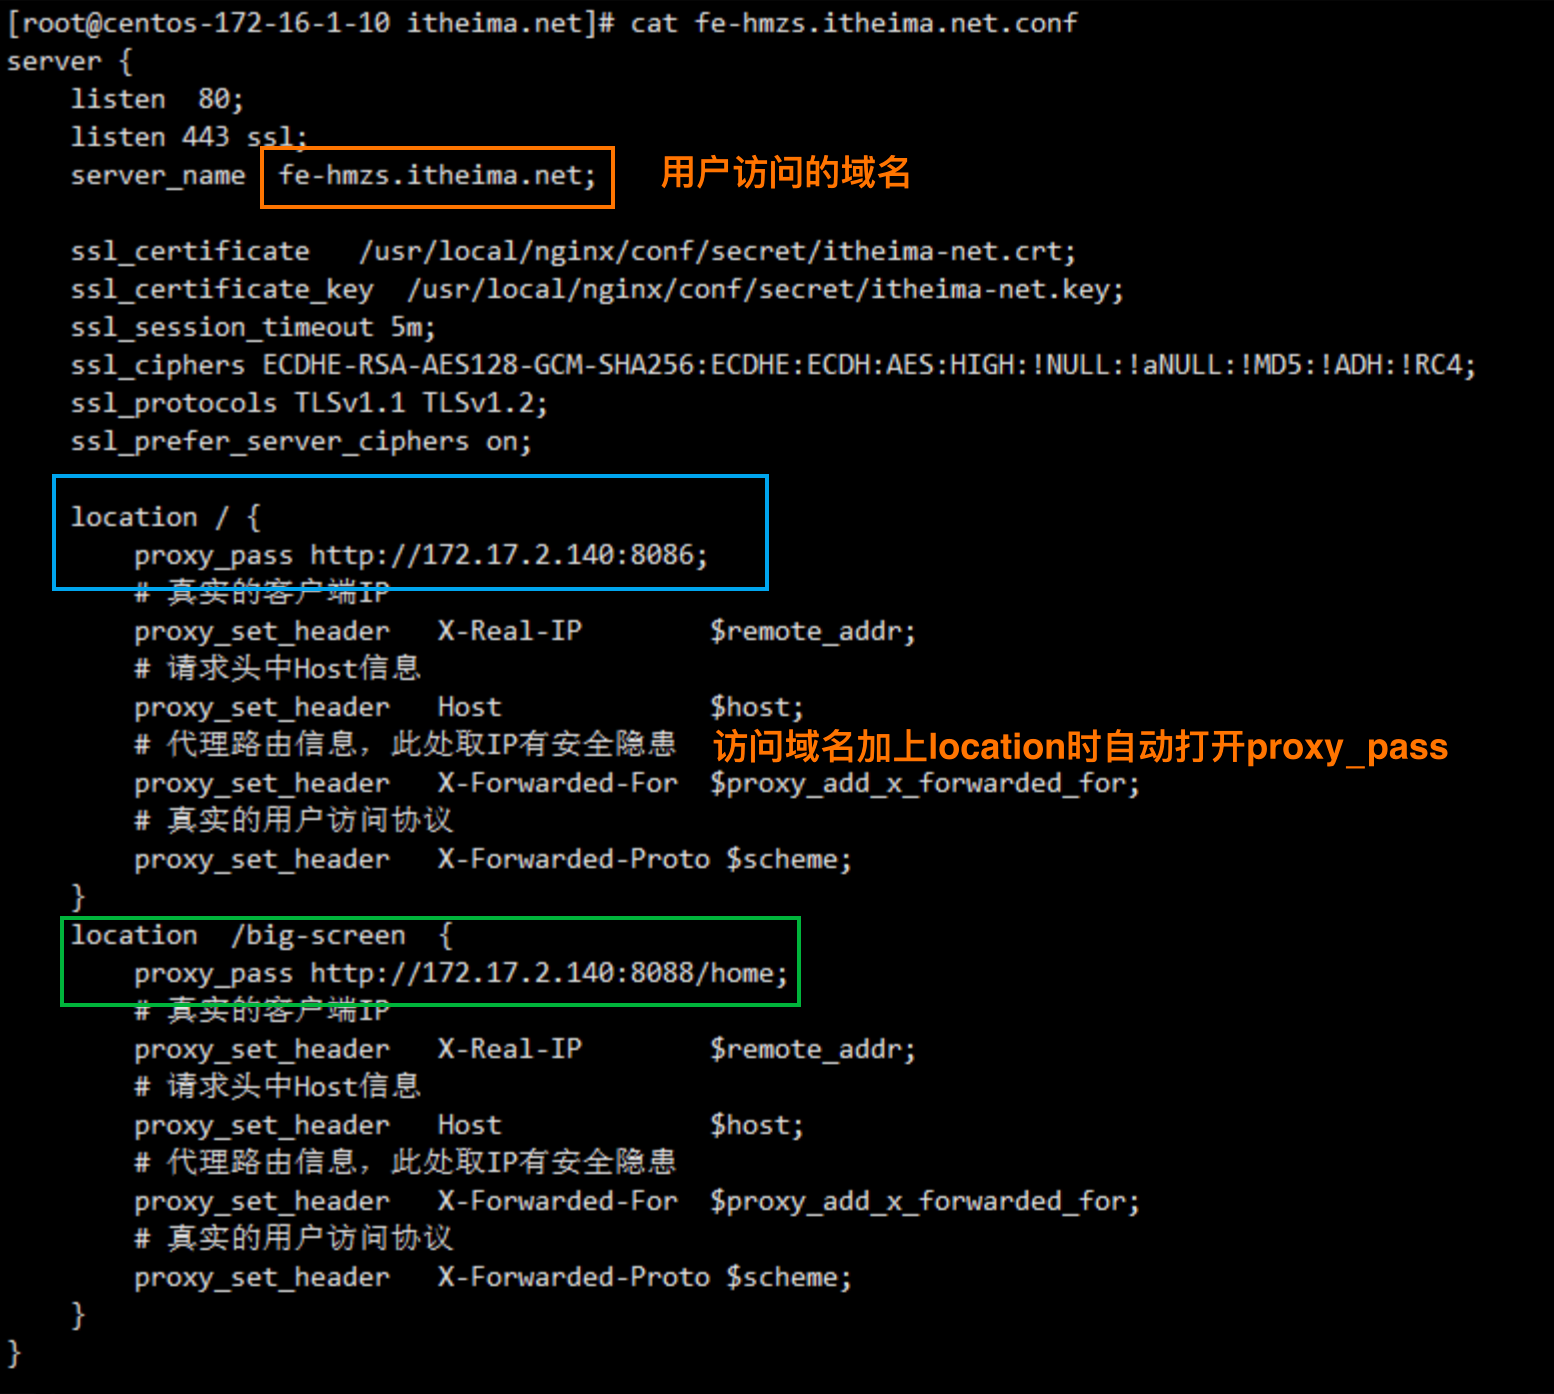 [root@centos-172-16-1-10 itheima.net]# cat fe-hmzs.itheima.net.conf
server {
    listen  80;
    listen 443 ssl;
    server_name  fe-hmzs.itheima.net;    用户访问的域名
    ssl_certificate   /usr/local/nginx/conf/secret/itheima-net.crt;
    ssl_certificate_key  /usr/local/nginx/conf/secret/itheima-net.key;
    ssl_session_timeout 5m;
    ssl_ciphers ECDHE-RSA-AES128-GCM-SHA256:ECDHE:ECDH:AES:HIGH:!NULL:!aNULL:!MD5:!ADH:!RC4;
    ssl_protocols TLSv1.1 TLSv1.2;
    ssl_prefer_server_ciphers on;
    location / {
        proxy_pass http://172.17.2.140:8086;
        # 真实的客户端IP
        proxy_set_header   X-Real-IP        $remote_addr;
        # 请求头中Host信息
        proxy_set_header   Host             $host;
        # 代理路由信息，此处取IP有安全隐患    访问域名加上location时自动打开proxy_pass
        proxy_set_header   X-Forwarded-For  $proxy_add_x_forwarded_for;
        # 真实的用户访问协议
        proxy_set_header   X-Forwarded-Proto $scheme;
    }
    location  /big-screen  {
        proxy_pass http://172.17.2.140:8088/home;
        # 真实的客户端IP
        proxy_set_header   X-Real-IP        $remote_addr;
        # 请求头中Host信息
        proxy_set_header   Host             $host;
        # 代理路由信息，此处取IP有安全隐患
        proxy_set_header   X-Forwarded-For  $proxy_add_x_forwarded_for;
        # 真实的用户访问协议
        proxy_set_header   X-Forwarded-Proto $scheme;
    }
}